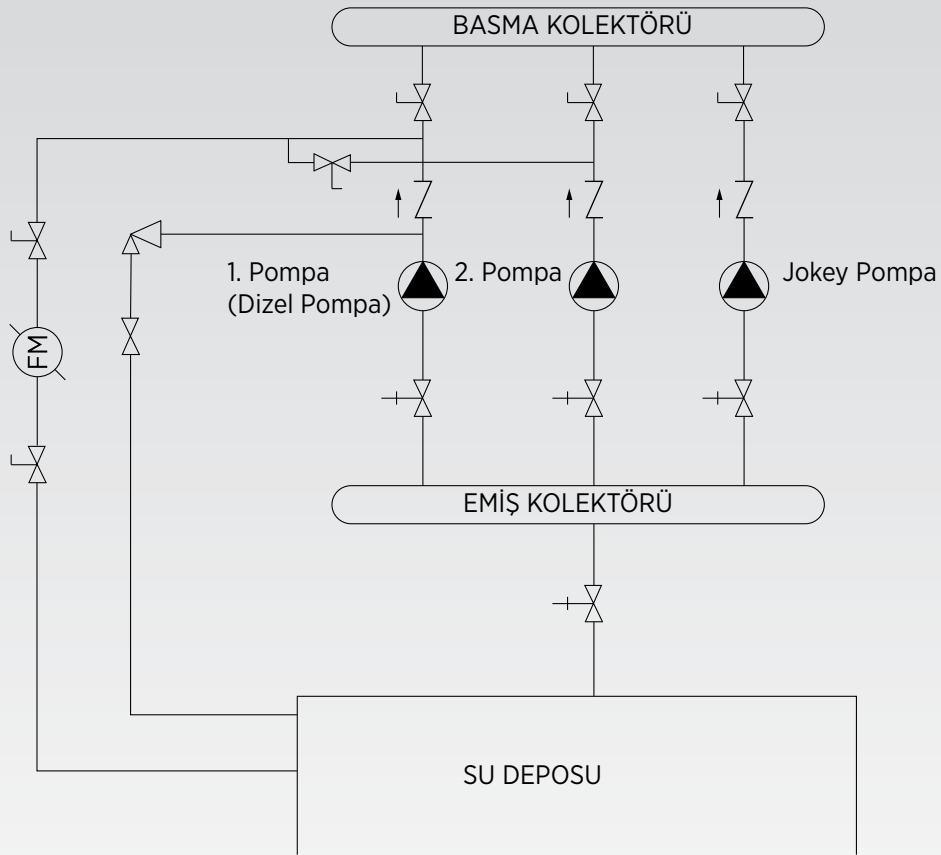 BASMA KOLEKTÖRÜ
1. Pompa
(Dizel Pompa)
2. Pompa
Jokey Pompa
FM
EMİŞ KOLEKTÖRÜ
SU DEPOSU